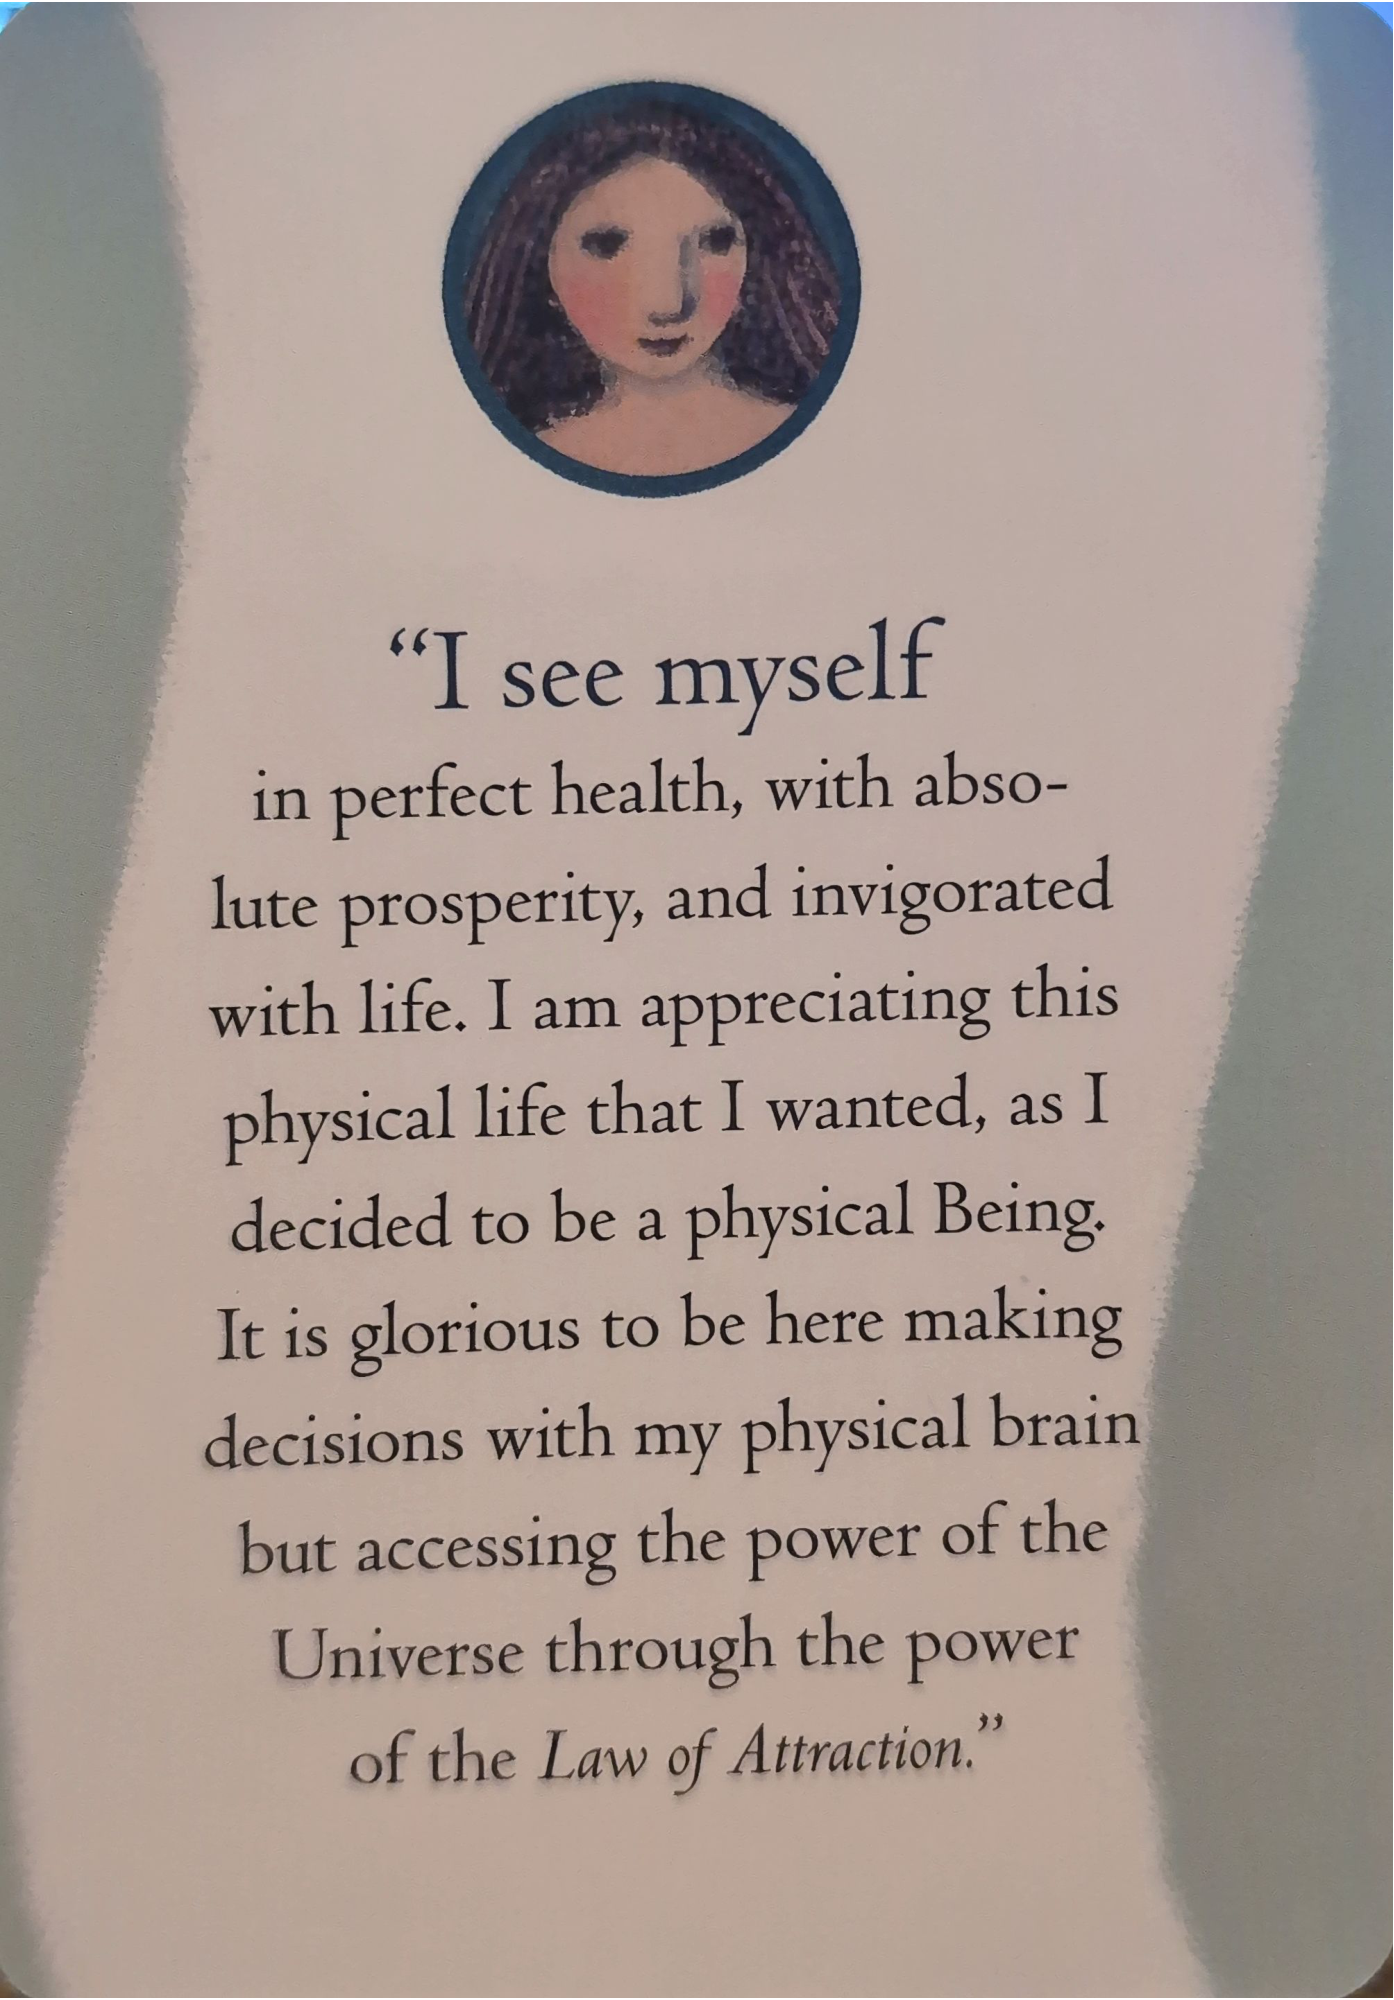 “I see myself
in perfect health, with abso-
lute prosperity, and invigorated
with life. I am appreciating this
physical life that I wanted, as I
decided to be a physical Being.
It is glorious to be here making
decisions with my physical brain
but accessing the power of the
Universe through the power
of the Law of Attraction.”